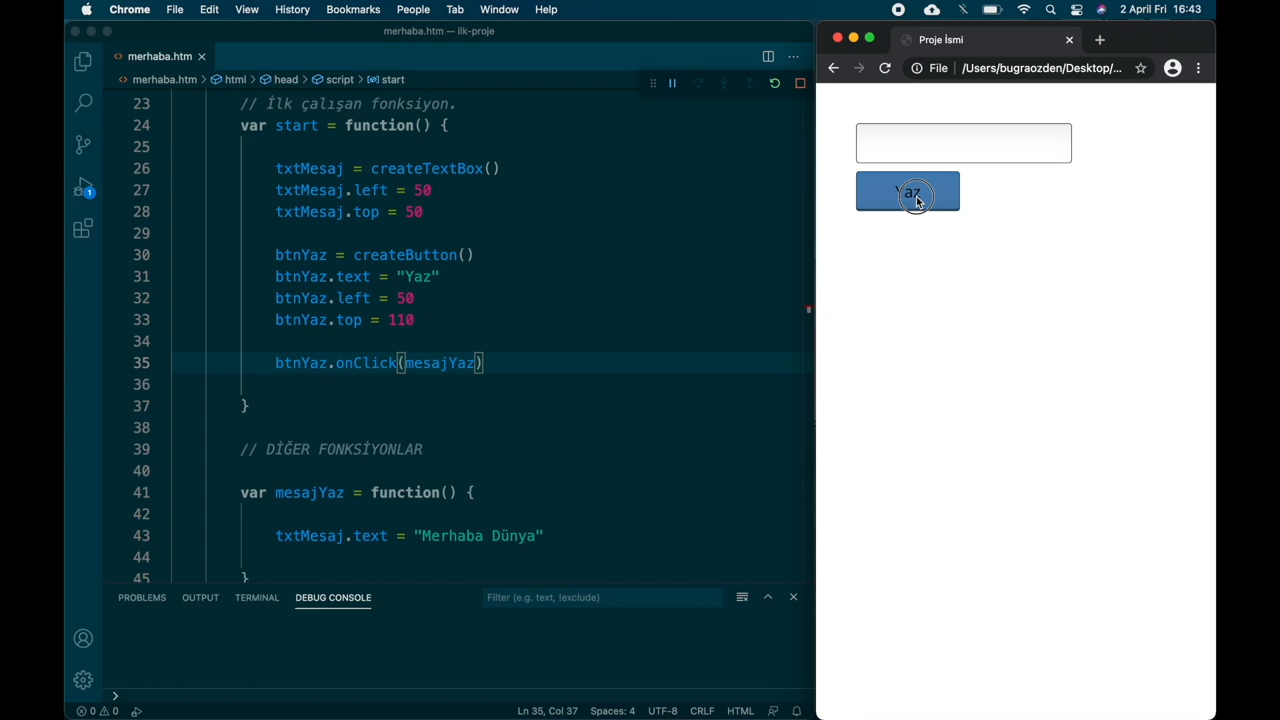 Chrome File Edit View History Bookmarks People Tab Window Help 2 April Fri 16:43
merhaba.htm — ilk-proje
merhaba.htm
merhaba.htm > html > head > script > start
23 // İlk çalışan fonksiyon.
24 var start = function() {
25
26 txtMesaj = createTextBox()
27 txtMesaj.left = 50
28 txtMesaj.top = 50
29
30 btnYaz = createButton()
31 btnYaz.text = "Yaz"
32 btnYaz.left = 50
33 btnYaz.top = 110
34
35 btnYaz.onClick(mesajYaz)
36
37 }
38
39 // DİĞER FONKSİYONLAR
40
41 var mesajYaz = function() {
42
43 txtMesaj.text = "Merhaba Dünya"
44
45 }
1
PROBLEMS OUTPUT TERMINAL DEBUG CONSOLE Filter (e.g. text, !exclude)
0 0 Ln 35, Col 37 Spaces: 4 UTF-8 CRLF HTML
Proje İsmi
File /Users/bugraozden/Desktop/...
Yaz